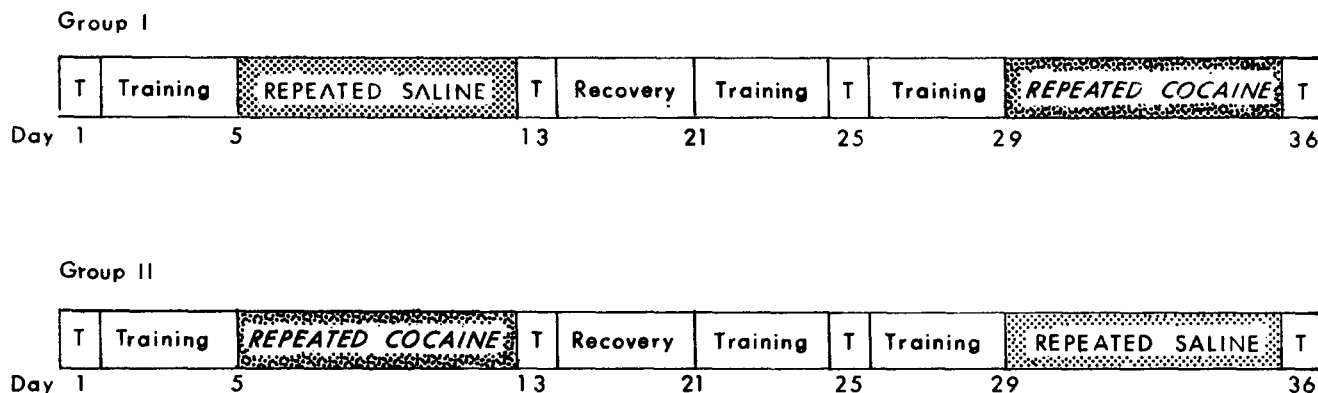 Group I
T Training REPEATED SALINE T Recovery Training T Training REPEATED COCAINE T
Day 1 5 13 21 25 29 36
Group II
T Training REPEATED COCAINE T Recovery Training T Training REPEATED SALINE T
Day 1 5 13 21 25 29 36